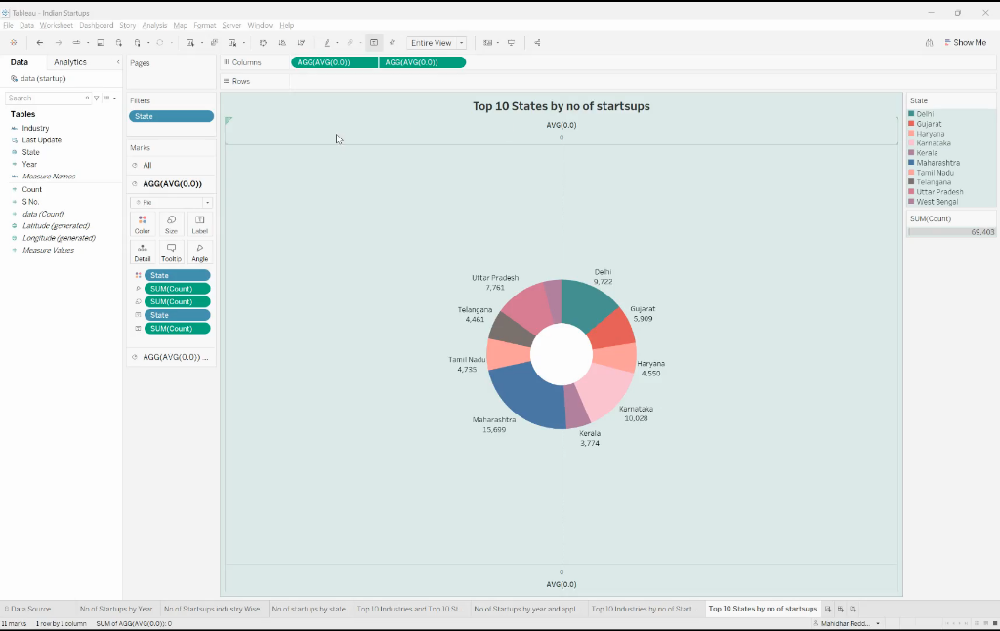 Tableau - Indian Startups
File Data Worksheet Dashboard Story Analysis Map Format Server Window Help
Entire View
Show Me
Data Analytics
data (startup)
Search
Tables
Industry
Last Update
State
Year
Measure Names
Count
S No.
data (Count)
Latitude (generated)
Longitude (generated)
Measure Values
Pages
Filters
State
Marks
All
AGG(AVG(0.0))
Pie
Color Size Label
Detail Tooltip Angle
State
SUM(Count)
SUM(Count)
State
SUM(Count)
AGG(AVG(0.0)) ...
Columns AGG(AVG(0.0)) AGG(AVG(0.0))
Rows
Top 10 States by no of startsups
AVG(0.0)
0
Delhi
9,722
Gujarat
5,909
Haryana
4,550
Karnataka
10,028
Kerala
3,774
Maharashtra
15,699
Tamil Nadu
4,735
Telangana
4,461
Uttar Pradesh
7,761
0
AVG(0.0)
State
Delhi
Gujarat
Haryana
Karnataka
Kerala
Maharashtra
Tamil Nadu
Telangana
Uttar Pradesh
West Bengal
SUM(Count)
69,403
Data Source No of Startups by Year No of Startsups industry Wise No of startups by state Top 10 Industries and Top 10 St... No of Startups by year and appl... Top 10 Industries by no of Start... Top 10 States by no of startsups
11 marks 1 row by 1 column SUM of AGG(AVG(0.0)): 0 Mahidhar Redd...